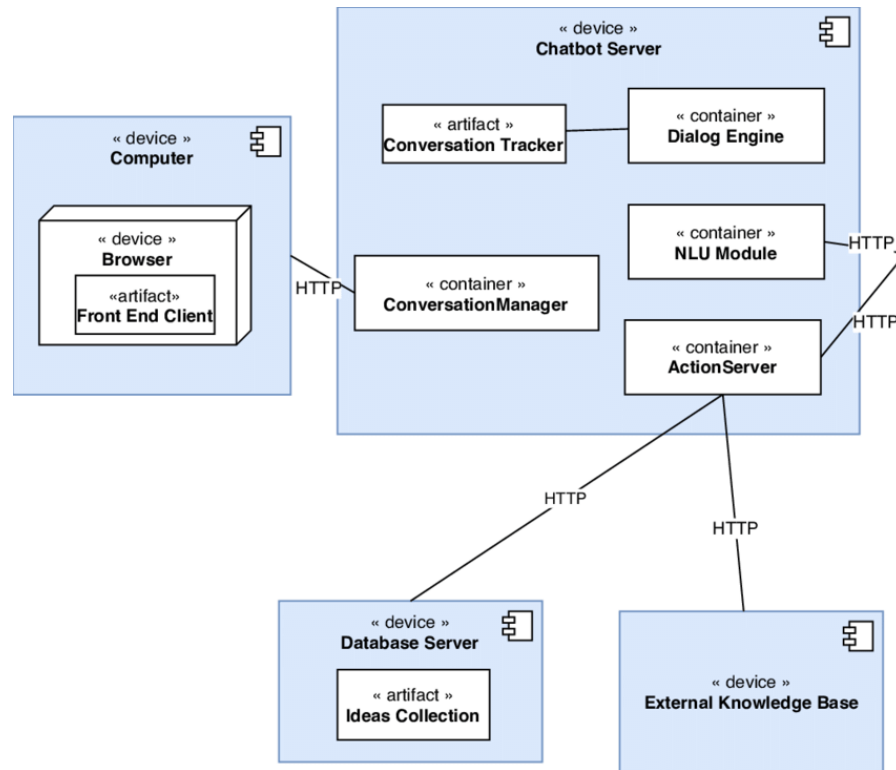 « device »
Chatbot Server
« artifact »
Conversation Tracker
« container »
Dialog Engine
« device »
Computer
« device »
Browser
«artifact»
Front End Client
HTTP
« container »
ConversationManager
« container »
NLU Module
HTTP
HTTP
« container »
ActionServer
HTTP
HTTP
« device »
Database Server
« artifact »
Ideas Collection
« device »
External Knowledge Base